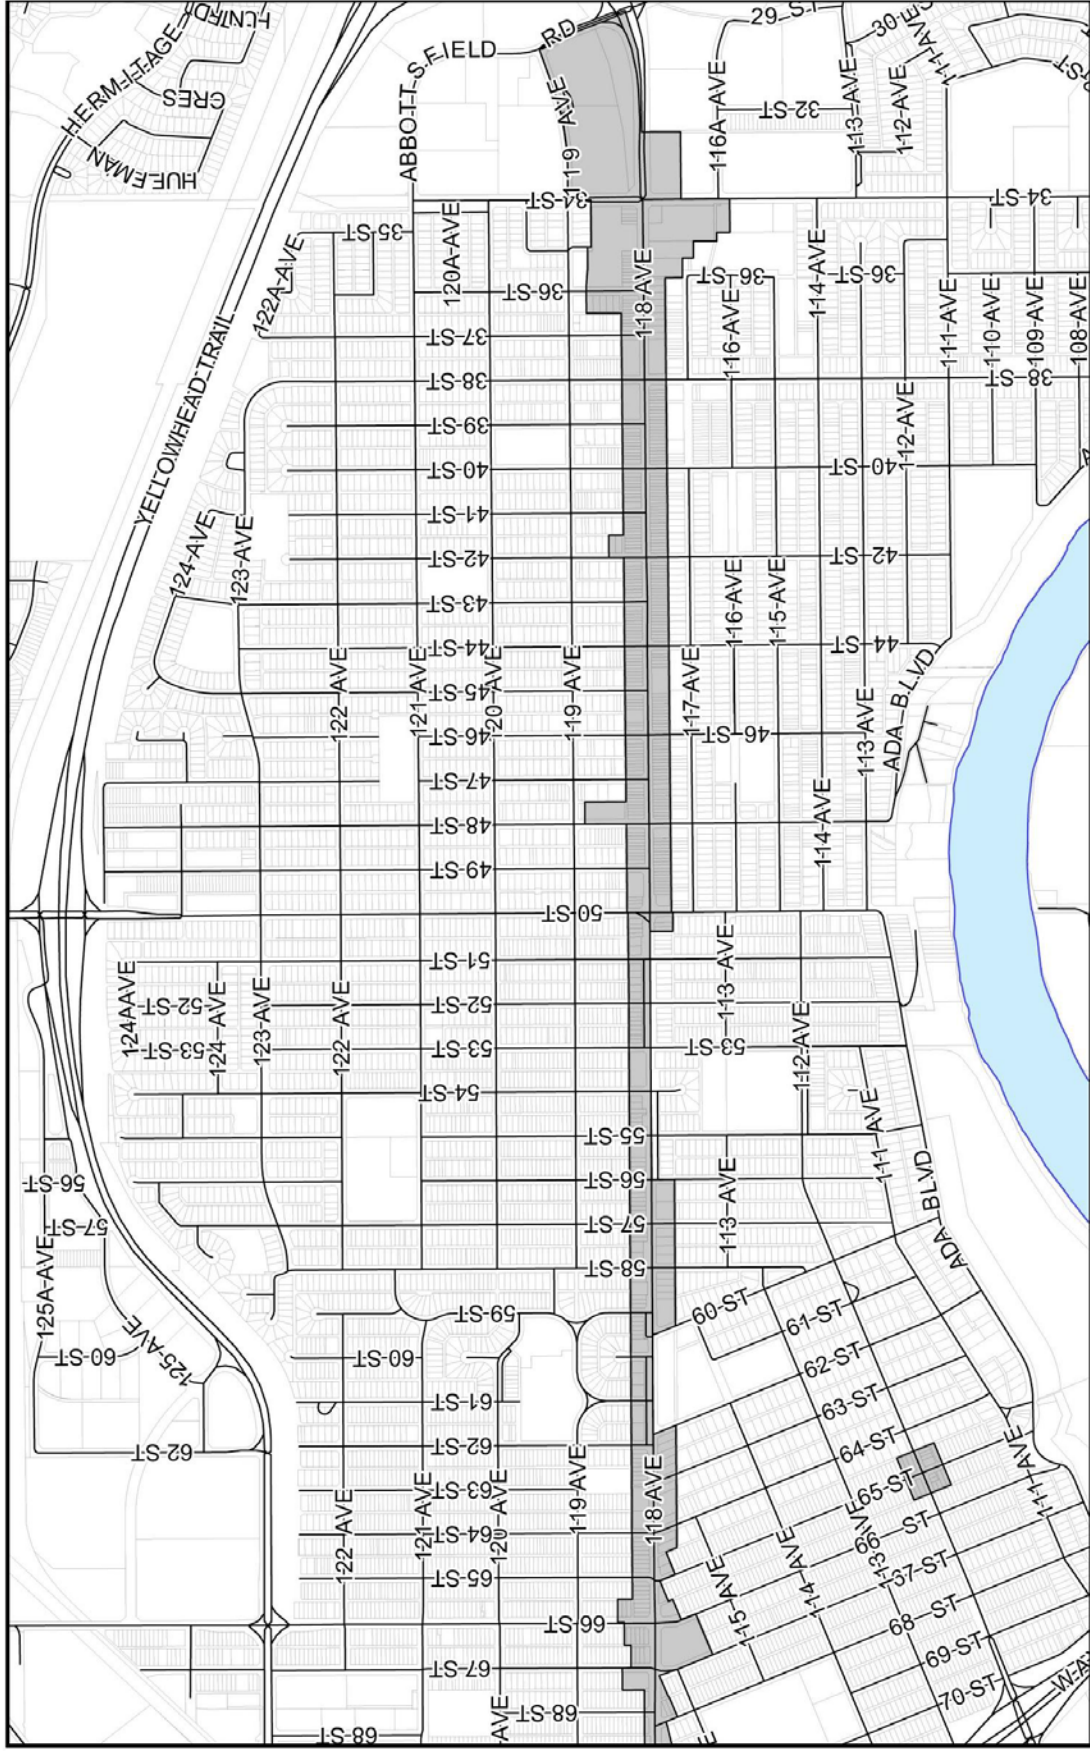 HERMITAGE
HUFFMAN
CRES
YELLOWHEAD TRAIL
ABBOTTSFIELD RD
119 AVE
29 ST
30
111 AVE
113 AVE
112 AVE
116A AVE
32 ST
34 ST
34 ST
35 ST
122A AVE
120A AVE
36 ST
36 ST
36 ST
37 ST
38 ST
38 ST
39 ST
40 ST
40 ST
41 ST
42 ST
42 ST
43 ST
44 ST
44 ST
45 ST
46 ST
46 ST
47 ST
48 ST
49 ST
118 AVE
116 AVE
114 AVE
111 AVE
110 AVE
109 AVE
108 AVE
112 AVE
124 AVE
123 AVE
122 AVE
121 AVE
120 AVE
119 AVE
117 AVE
116 AVE
115 AVE
114 AVE
113 AVE
ADA BLVD
50 ST
51 ST
52 ST
52 ST
53 ST
53 ST
53 ST
54 ST
55 ST
56 ST
57 ST
58 ST
124A AVE
124 AVE
123 AVE
122 AVE
113 AVE
112 AVE
113 AVE
111 AVE
ADA BLVD
56 ST
57 ST
125A AVE
125 AVE
60 ST
62 ST
59 ST
60 ST
61 ST
62 ST
63 ST
64 ST
65 ST
66 ST
67 ST
68 ST
68 ST
122 AVE
121 AVE
120 AVE
119 AVE
118 AVE
AVE
60 ST
61 ST
62 ST
63 ST
64 ST
65 ST
66 ST
67 ST
68 ST
69 ST
70 ST
115 AVE
114 AVE
113 AVE
111 AVE